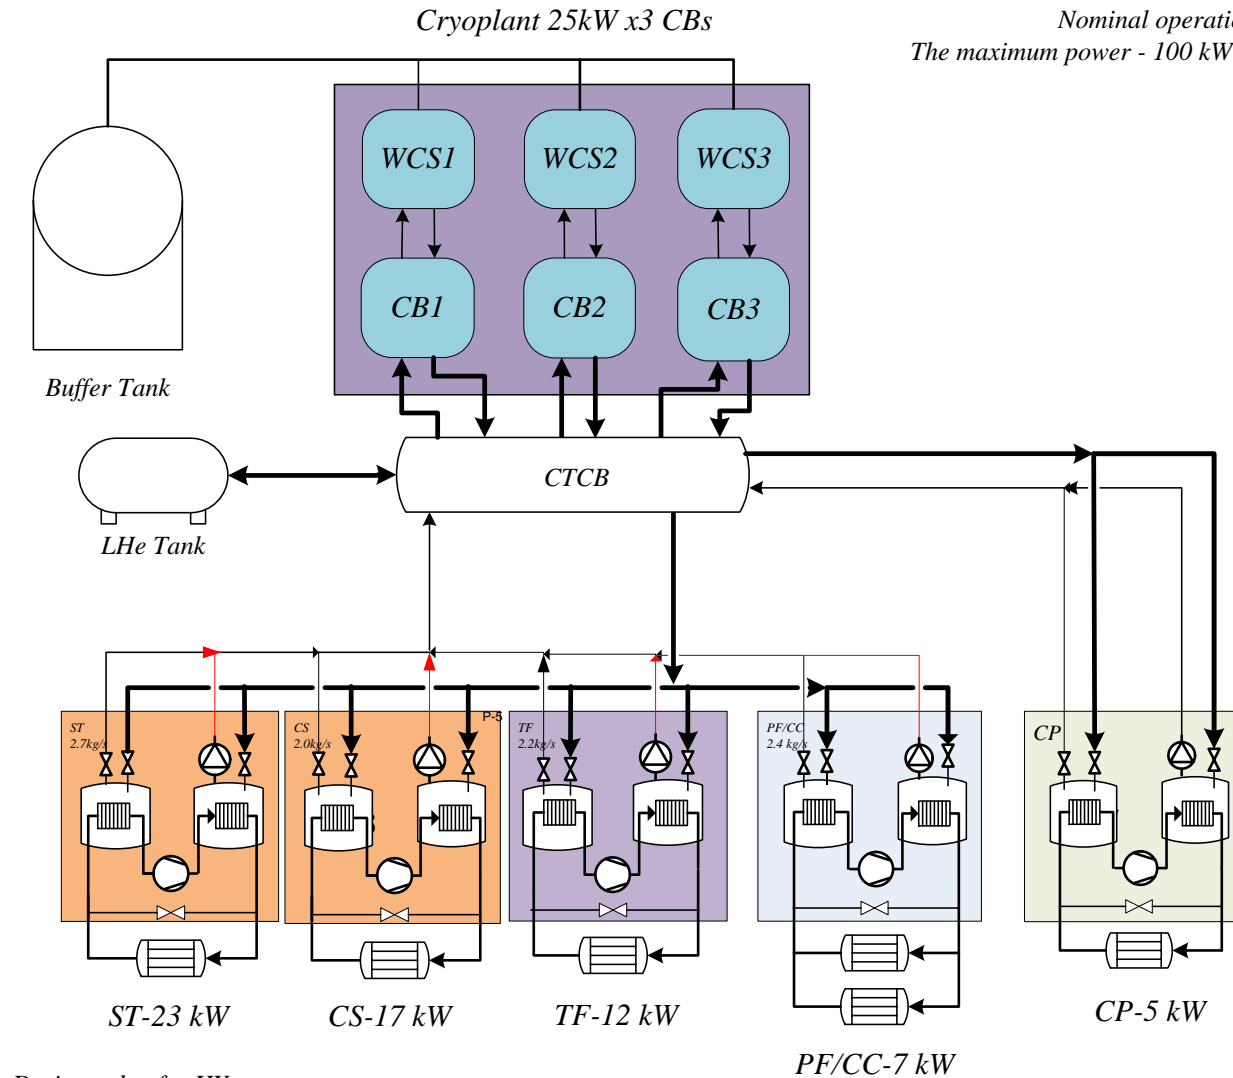 Cryoplant 25kW x3 CBs
Nominal
The maximum power - 100 kW
WCS1
WCS2
WCS3
CB1
CB2
CB3
Buffer Tank
CTCB
LHe Tank
ST
2.7kg/s
CS
2.0kg/s
P-5
TF
2.2kg/s
PF/CC
2.4 kg/s
CP
ST-23 kW
CS-17 kW
TF-12 kW
CP-5 kW
PF/CC-7 kW